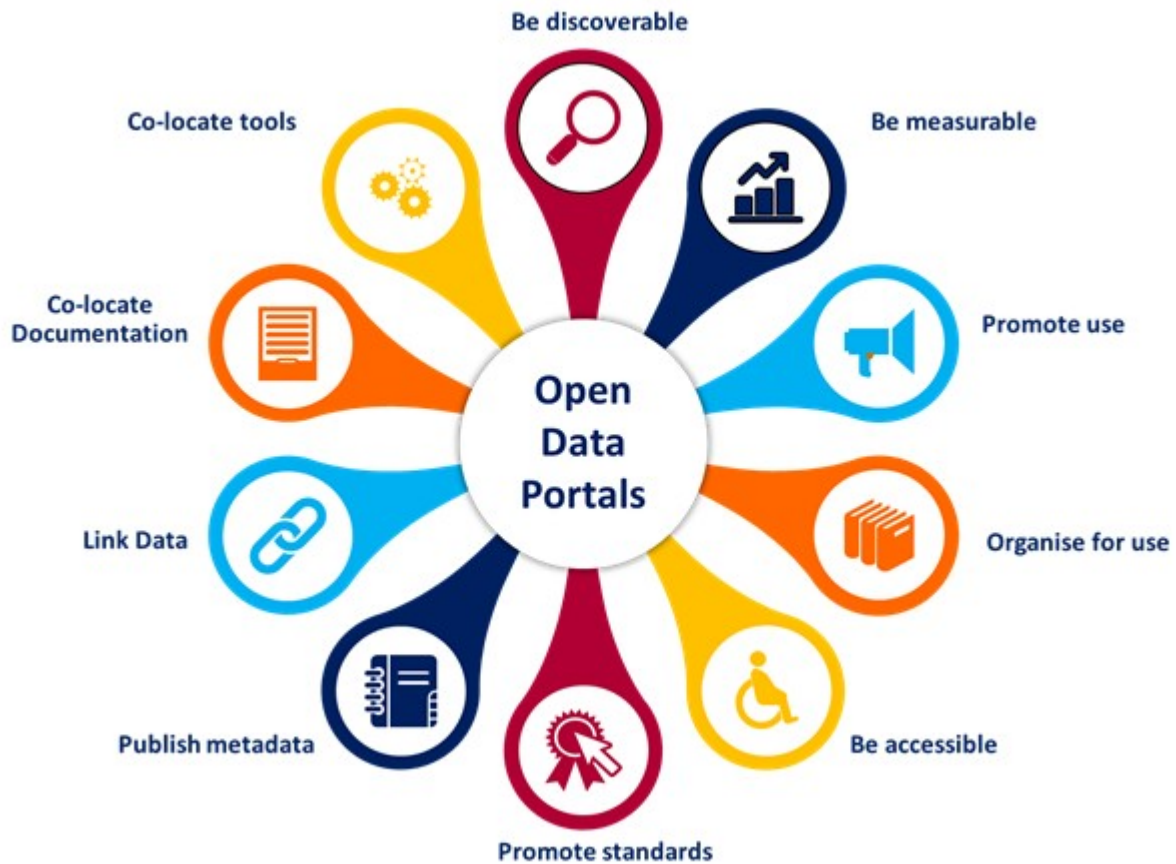 Be discoverable
Co-locate tools
Be measurable
Co-locate
Documentation
Promote use
Open
Data
Portals
Link Data
Organise for use
Publish metadata
Be accessible
Promote standards